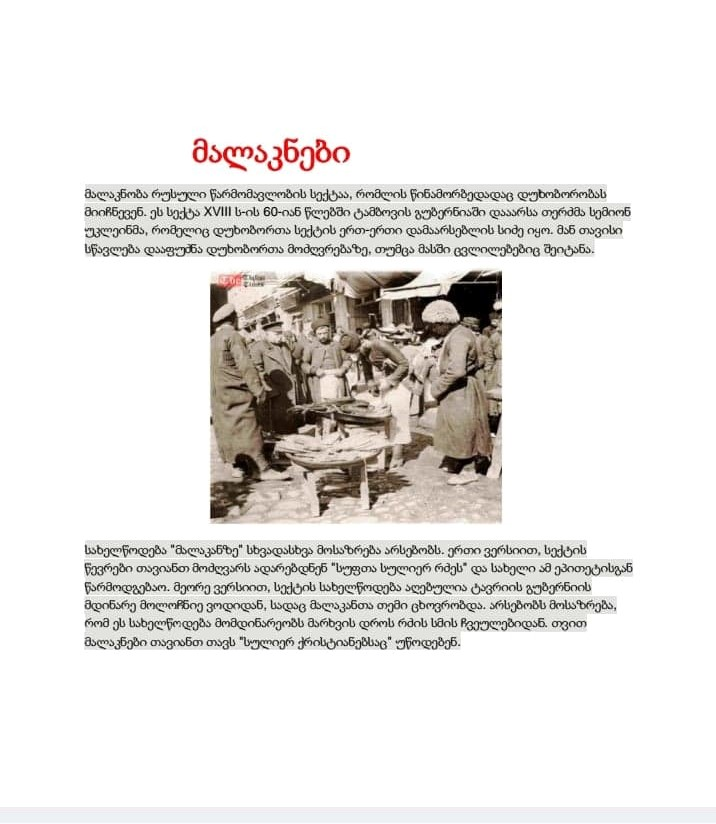 მალაკნები
მალაკნობა რუსული წარმომავლობის სექტაა, რომლის წინამორბედადაც დუხობორობას
მიიჩნევენ. ეს სექტა XVIII ს-ის 60-იან წლებში ტამბოვის გუბერნიაში დააარსა თერძმა სემიონ
უკლეინმა, რომელიც დუხობორთა სექტის ერთ-ერთი დამაარსებლის სიძე იყო. მან თავისი
სწავლება დააფუძნა დუხობორთა მოძღვრებაზე, თუმცა მასში ცვლილებებიც შეიტანა.
სახელწოდება "მალაკანზე" სხვადასხვა მოსაზრება არსებობს. ერთი ვერსიით, სექტის
წევრები თავიანთ მოძღვარს ადარებდნენ "სუფთა სულიერ რძეს" და სახელი ამ ეპითეტისგან
წარმოდგებაო. მეორე ვერსიით, სექტის სახელწოდება აღებულია ტავრიის გუბერნიის
მდინარე მოლოჩნიე ვოდიდან, სადაც მალაკანთა თემი ცხოვრობდა. არსებობს მოსაზრება,
რომ ეს სახელწოდება მომდინარეობს მარხვის დროს რძის სმის ჩვეულებიდან. თვით
მალაკნები თავიანთ თავს "სულიერ ქრისტიანებსაც" უწოდებენ.